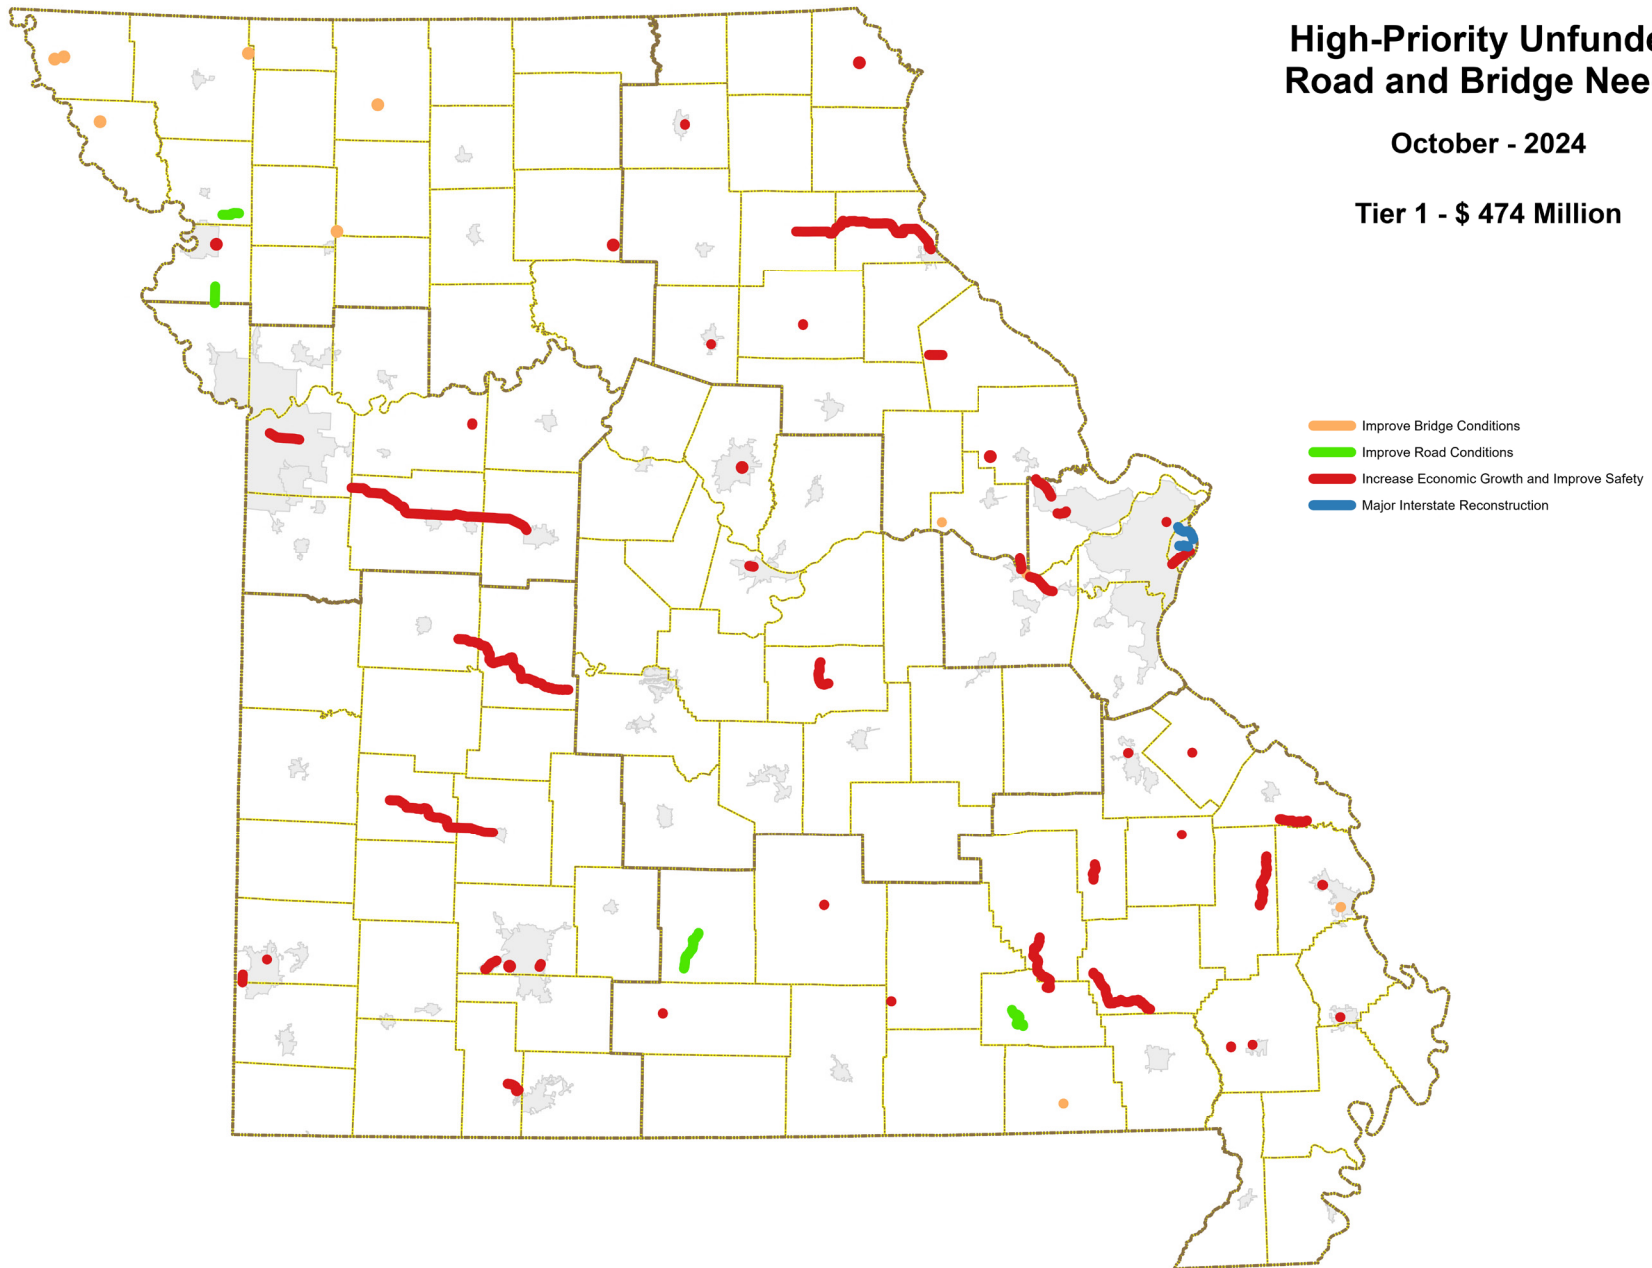 High-Priority Unfunde
Road and Bridge Nee
October - 2024
Tier 1 - $ 474 Million
Improve Bridge Conditions
Improve Road Conditions
Increase Economic Growth and Improve Safety
Major Interstate Reconstruction